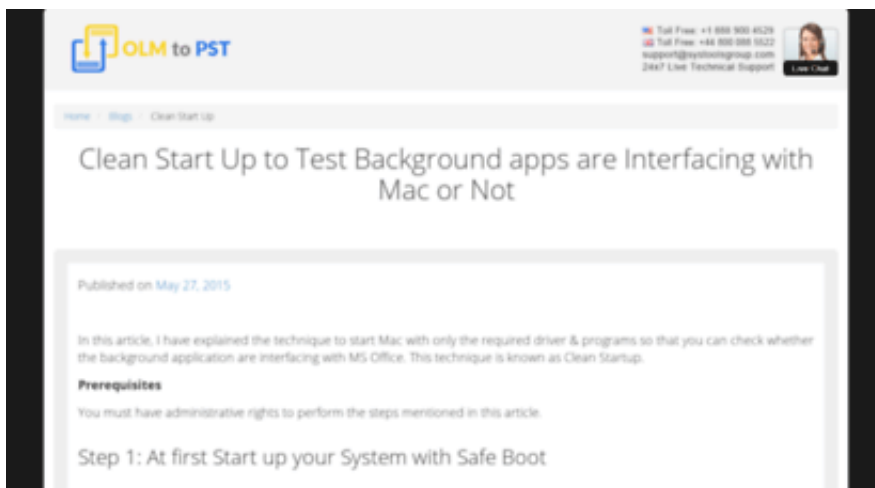 OLM to PST
Toll Free: +1 888 900 4529
Toll Free: +44 800 088 5522
support@systoolsgroup.com
24x7 Live Technical Support
Live Chat
Home / Blogs / Clean Start Up
Clean Start Up to Test Background apps are Interfacing with
Mac or Not
Published on May 27, 2015
In this article, I have explained the technique to start Mac with only the required driver & programs so that you can check whether
the background application are interfacing with MS Office. This technique is known as Clean Startup.
Prerequisites
You must have administrative rights to perform the steps mentioned in this article.
Step 1: At first Start up your System with Safe Boot